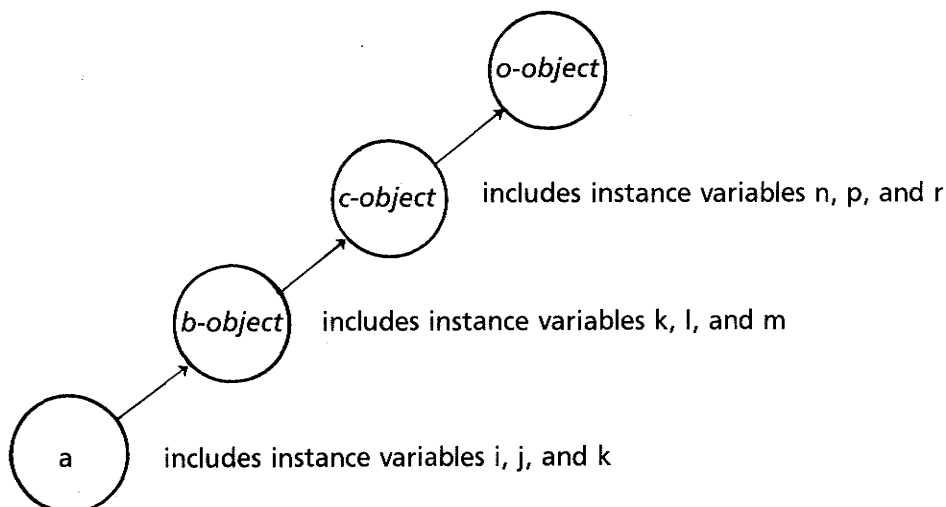 o-object
c-object includes instance variables n, p, and r
b-object includes instance variables k, l, and m
a includes instance variables i, j, and k